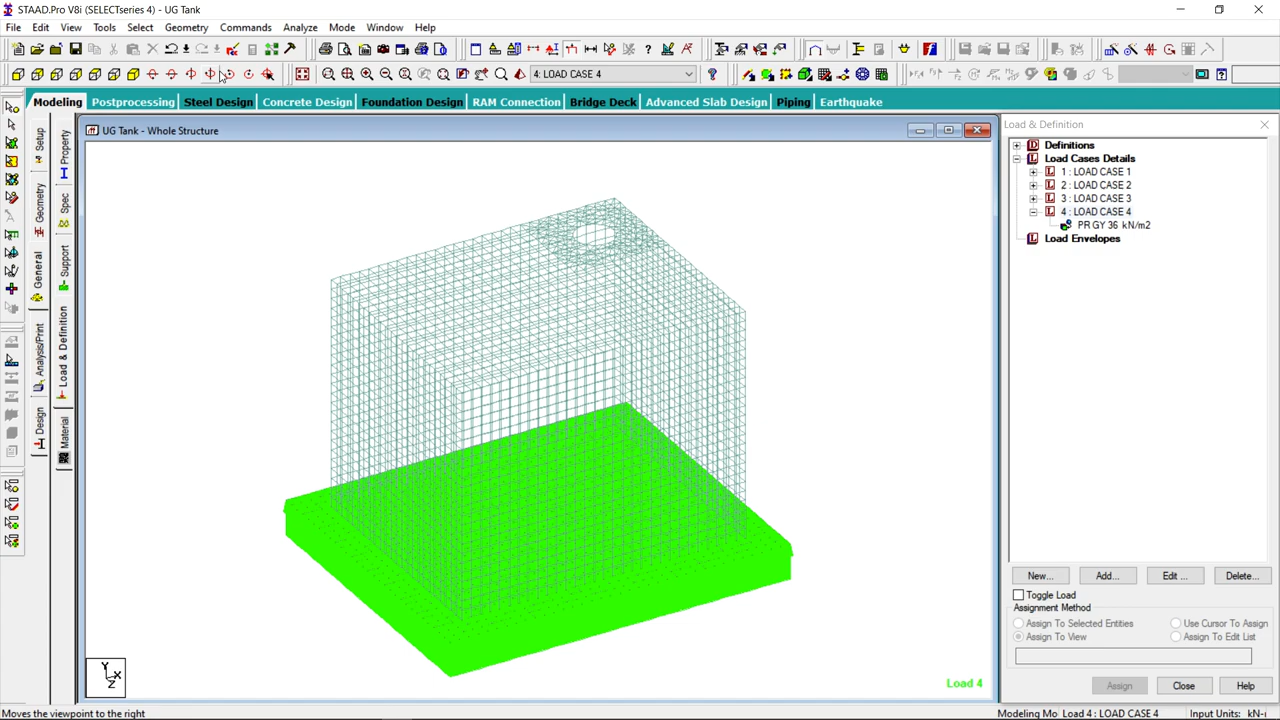 STAAD.Pro V8i (SELECTseries 4) - UG Tank
File Edit View Tools Select Geometry Commands Analyze Mode Window Help
4: LOAD CASE 4
Modeling Postprocessing Steel Design Concrete Design Foundation Design RAM Connection Bridge Deck Advanced Slab Design Piping Earthquake
Setup
Geometry
General
Analysis/Print
Design
Property
Spec
Support
Load & Definition
Material
UG Tank - Whole Structure
Load 4
Y
X
Z
Load & Definition
Definitions
Load Cases Details
1 : LOAD CASE 1
2 : LOAD CASE 2
3 : LOAD CASE 3
4 : LOAD CASE 4
PR GY 36 kN/m2
Load Envelopes
New... Add... Edit ... Delete...
Toggle Load
Assignment Method
Assign To Selected Entities Use Cursor To Assign
Assign To View Assign To Edit List
Assign Close Help
Moves the viewpoint to the right Modeling Mo Load 4 : LOAD CASE 4 Input Units: kN-